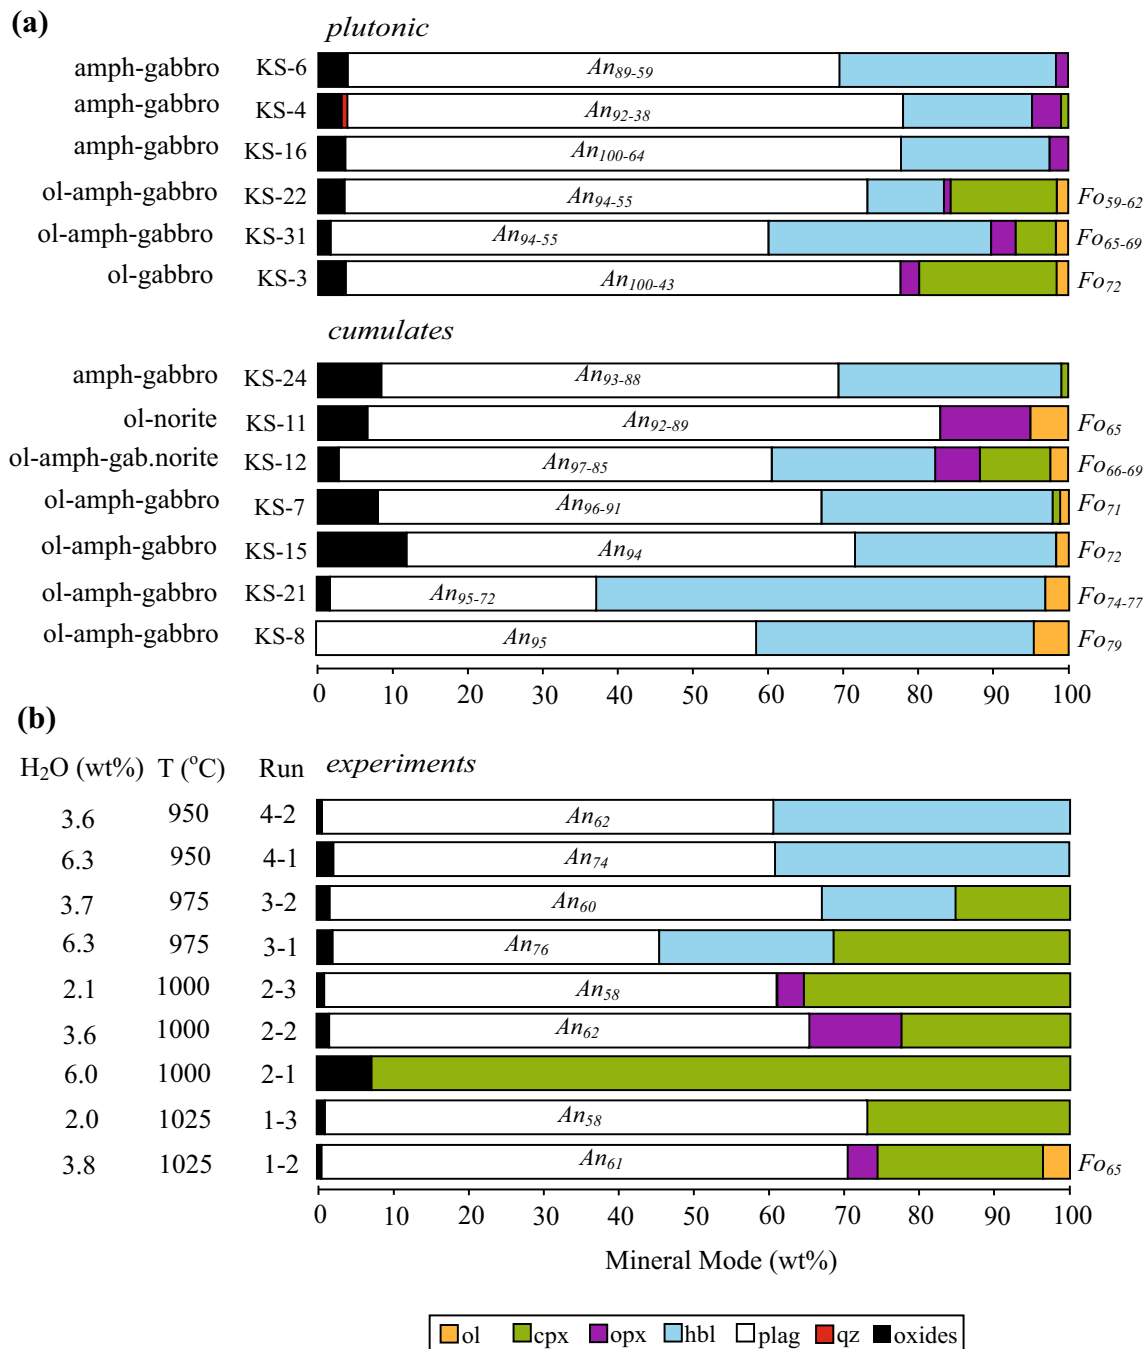 (a)
plutonic
amph-gabbro KS-6 An89-59
amph-gabbro KS-4 An92-38
amph-gabbro KS-16 An100-64
ol-amph-gabbro KS-22 An94-55 Fo59-62
ol-amph-gabbro KS-31 An94-55 Fo65-69
ol-gabbro KS-3 An100-43 Fo72
cumulates
amph-gabbro KS-24 An93-88
ol-norite KS-11 An92-89 Fo65
ol-amph-gab.norite KS-12 An97-85 Fo66-69
ol-amph-gabbro KS-7 An96-91 Fo71
ol-amph-gabbro KS-15 An94 Fo72
ol-amph-gabbro KS-21 An95-72 Fo74-77
ol-amph-gabbro KS-8 An95 Fo79
0 10 20 30 40 50 60 70 80 90 100
(b)
H2O (wt%) T (oC) Run experiments
3.6 950 4-2 An62
6.3 950 4-1 An74
3.7 975 3-2 An60
6.3 975 3-1 An76
2.1 1000 2-3 An58
3.6 1000 2-2 An62
6.0 1000 2-1
2.0 1025 1-3 An58
3.8 1025 1-2 An61 Fo65
0 10 20 30 40 50 60 70 80 90 100
Mineral Mode (wt%)
ol cpx opx hbl plag qz oxides